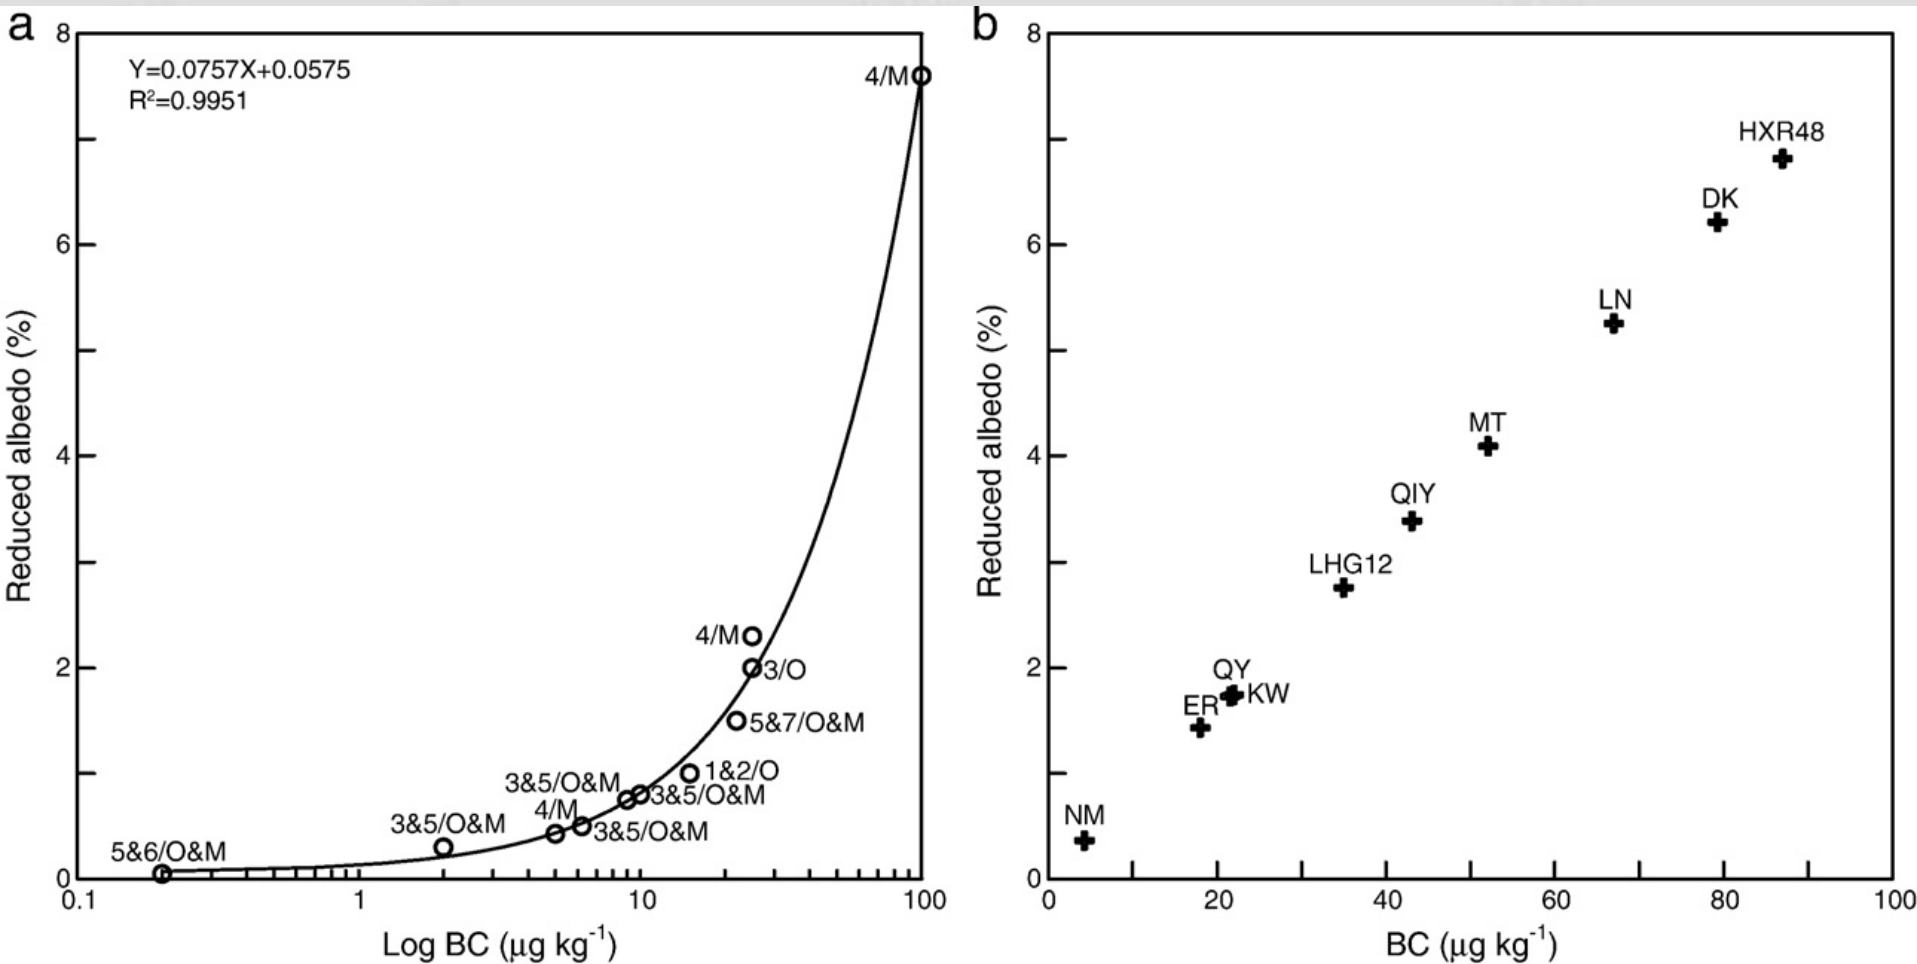 a
Y=0.0757X+0.0575
R²=0.9951
Reduced albedo (%)
8
6
4
2
0
4/M
4/M
3/O
5&7/O&M
1&2/O
3&5/O&M
3&5/O&M
4/M
3&5/O&M
3&5/O&M
5&6/O&M
0.1 1 10 100
Log BC (μg kg⁻¹)
b
Reduced albedo (%)
8
6
4
2
0
HXR48
DK
LN
MT
QIY
LHG12
QY
KW
ER
NM
0 20 40 60 80 100
BC (μg kg⁻¹)